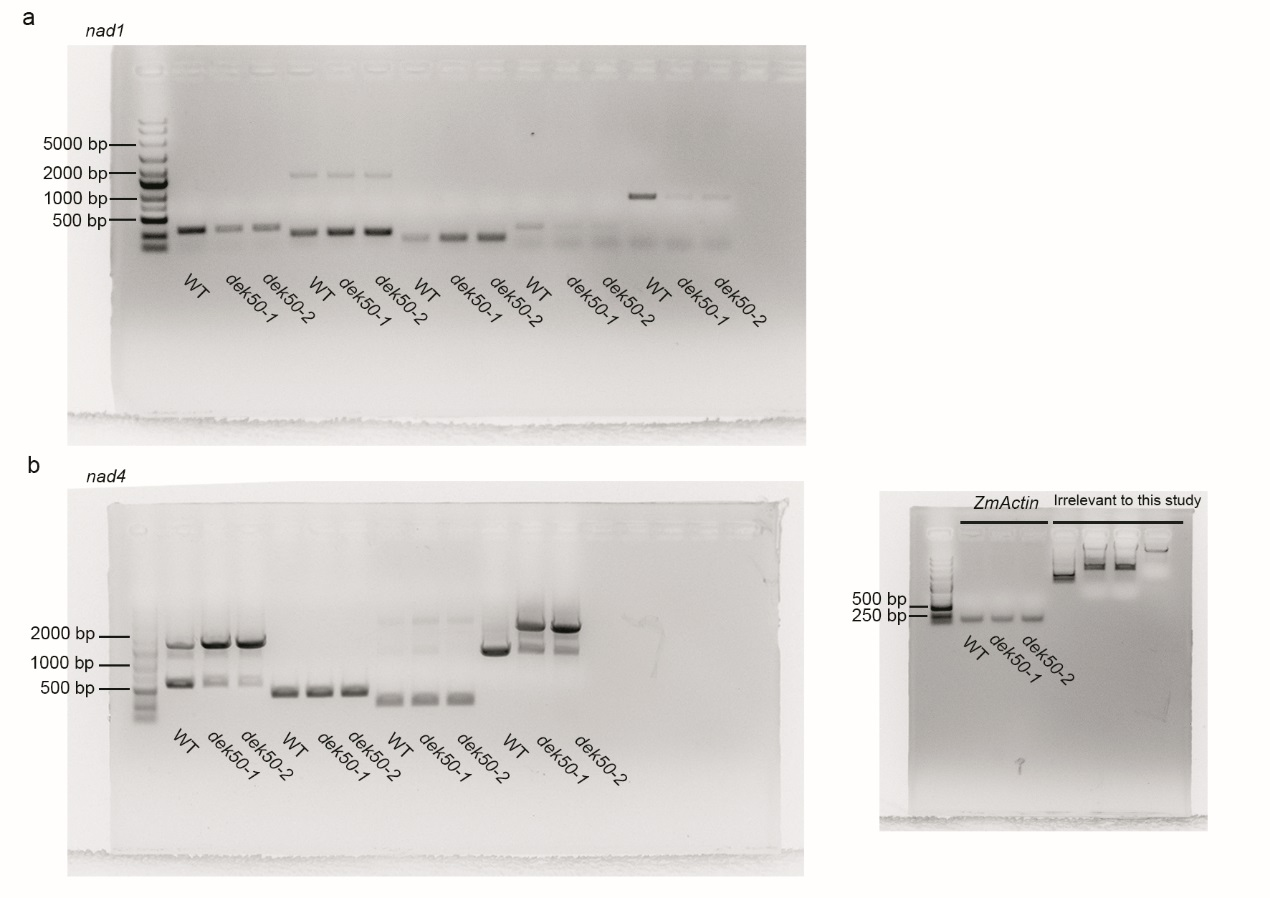 a
nad1
5000 bp
2000 bp
1000 bp
500 bp
WT dek50-1 dek50-2 WT dek50-1 dek50-2 WT dek50-1 dek50-2 WT dek50-1 dek50-2 WT dek50-1 dek50-2
b
nad4
2000 bp
1000 bp
500 bp
WT dek50-1 dek50-2 WT dek50-1 dek50-2 WT dek50-1 dek50-2 WT dek50-1 dek50-2
ZmActin Irrelevant to this study
500 bp
250 bp
WT dek50-1 dek50-2